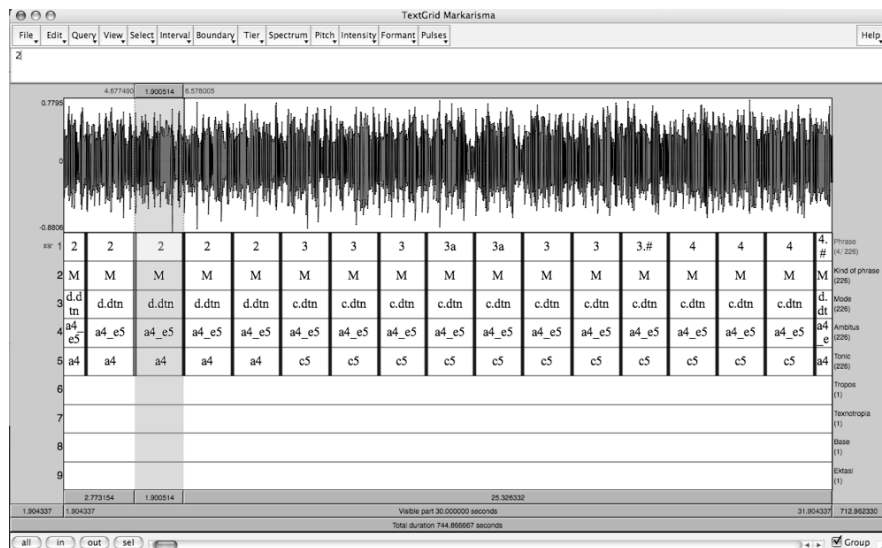 TextGrid Markarisma
File Edit Query View Select Interval Boundary Tier Spectrum Pitch Intensity Formant Pulses Help
2
4.677490 1.900514 6.578005
0.7795
0
-0.8806
1 2 2 2 2 2 3 3 3 3a 3a 3 3 3.# 4 4 4 4.# Phrase (4/226)
2 M M M M M M M M M M M M M M M M M Kind of phrase (226)
3 d.dtn d.dtn d.dtn d.dtn d.dtn c.dtn c.dtn c.dtn c.dtn c.dtn c.dtn c.dtn c.dtn c.dtn c.dtn c.dtn d.dt Mode (226)
4 a4_e5 a4_e5 a4_e5 a4_e5 a4_e5 a4_e5 a4_e5 a4_e5 a4_e5 a4_e5 a4_e5 a4_e5 a4_e5 a4_e5 a4_e5 a4_e5 a4_e Ambitus (226)
5 a4 a4 a4 a4 a4 c5 c5 c5 c5 c5 c5 c5 c5 c5 c5 c5 a4 Tonic (226)
6 Tropos (1)
7 Texnotropia (1)
8 Base (1)
9 Ektasi (1)
2.773154 1.900514 25.326332
1.904337 1.904337 Visible part 30.000000 seconds 31.904337 712.962330
Total duration 744.866667 seconds
all in out sel Group